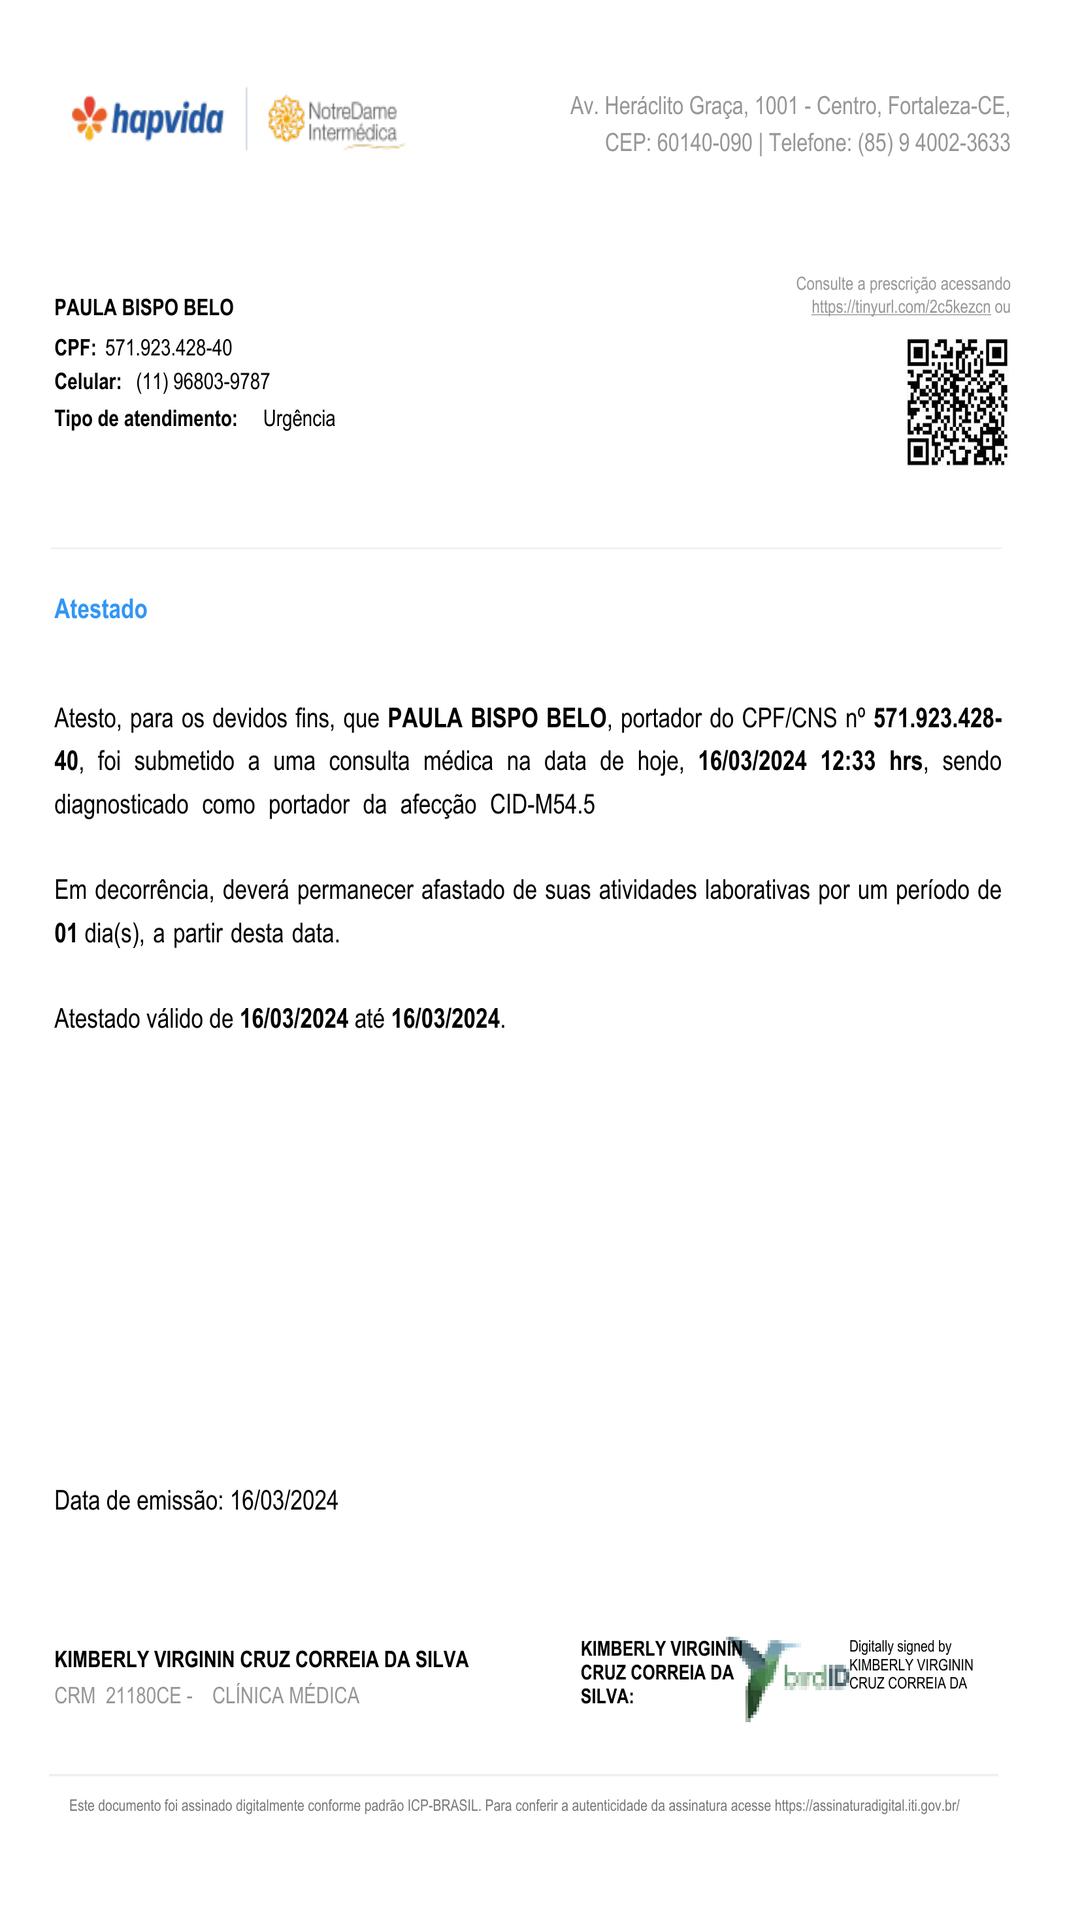 hapvida
NotreDame
Intermédica
Av. Heráclito Graça, 1001 - Centro, Fortaleza-CE,
CEP: 60140-090 | Telefone: (85) 9 4002-3633
Consulte a prescrição acessando
https://tinyurl.com/2c5kezcn ou
PAULA BISPO BELO
CPF: 571.923.428-40
Celular: (11) 96803-9787
Tipo de atendimento: Urgência
Atestado
Atesto, para os devidos fins, que PAULA BISPO BELO, portador do CPF/CNS nº 571.923.428-
40, foi submetido a uma consulta médica na data de hoje, 16/03/2024 12:33 hrs, sendo
diagnosticado como portador da afecção CID-M54.5
Em decorrência, deverá permanecer afastado de suas atividades laborativas por um período de
01 dia(s), a partir desta data.
Atestado válido de 16/03/2024 até 16/03/2024.
Data de emissão: 16/03/2024
KIMBERLY VIRGININ CRUZ CORREIA DA SILVA
CRM 21180CE - CLÍNICA MÉDICA
KIMBERLY VIRGININ
CRUZ CORREIA DA
SILVA:
birdID
Digitally signed by
KIMBERLY VIRGININ
CRUZ CORREIA DA
Este documento foi assinado digitalmente conforme padrão ICP-BRASIL. Para conferir a autenticidade da assinatura acesse https://assinaturadigital.iti.gov.br/